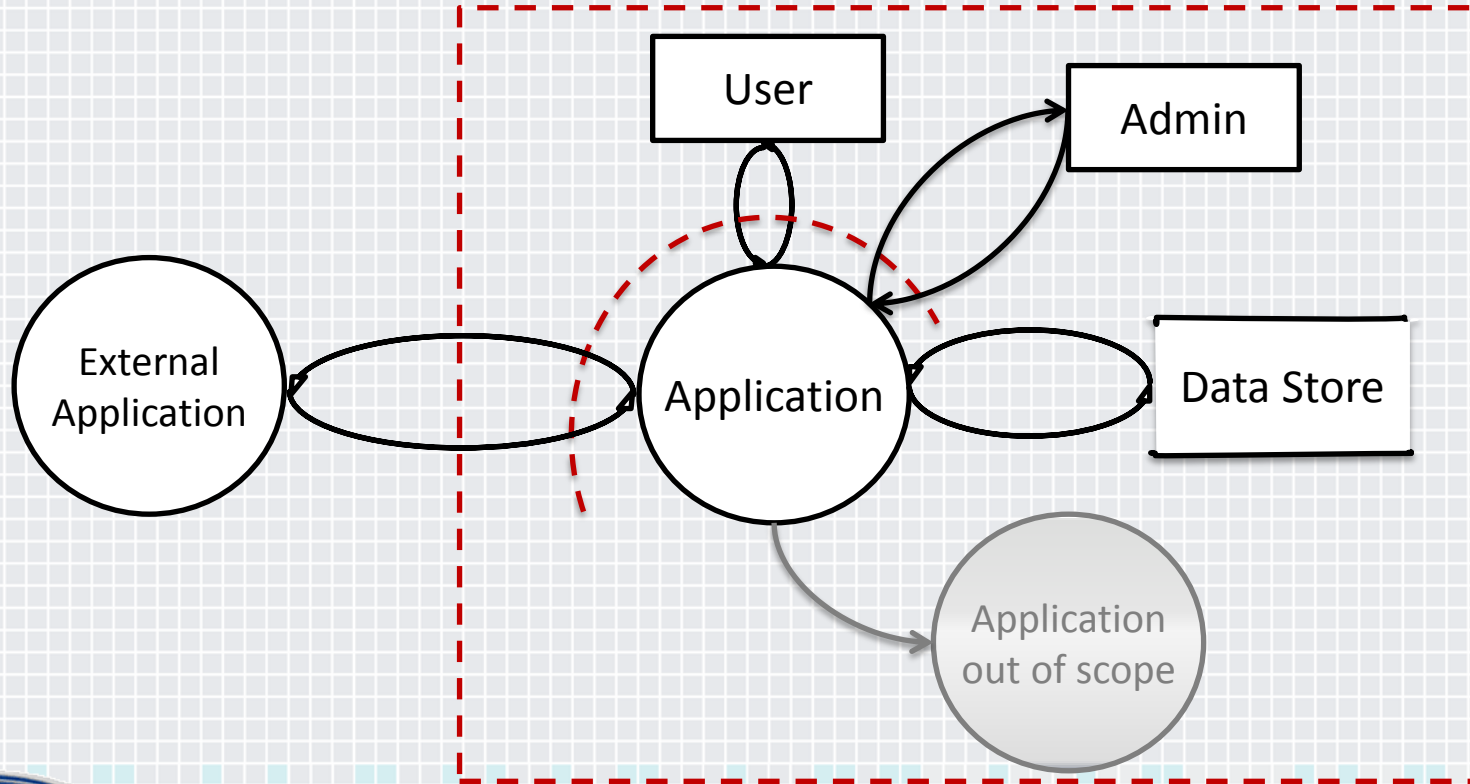 User
Admin
External
Application
Application
Data Store
Application
out of scope